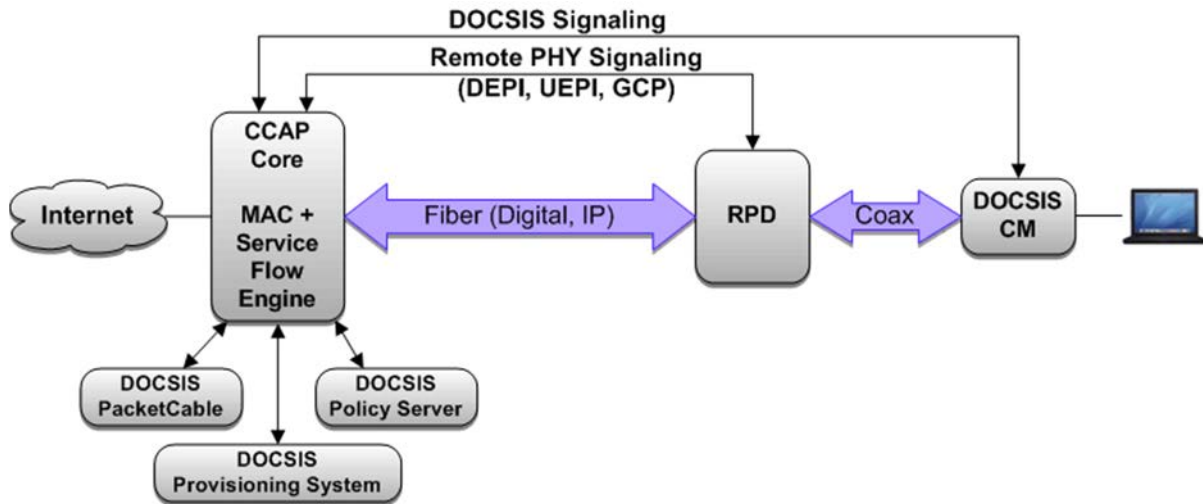 DOCSIS Signaling
Remote PHY Signaling
(DEPI, UEPI, GCP)
CCAP
Core
MAC +
Service
Flow
Engine
Internet
Fiber (Digital, IP)
RPD
Coax
DOCSIS
CM
DOCSIS
PacketCable
DOCSIS
Policy Server
DOCSIS
Provisioning System